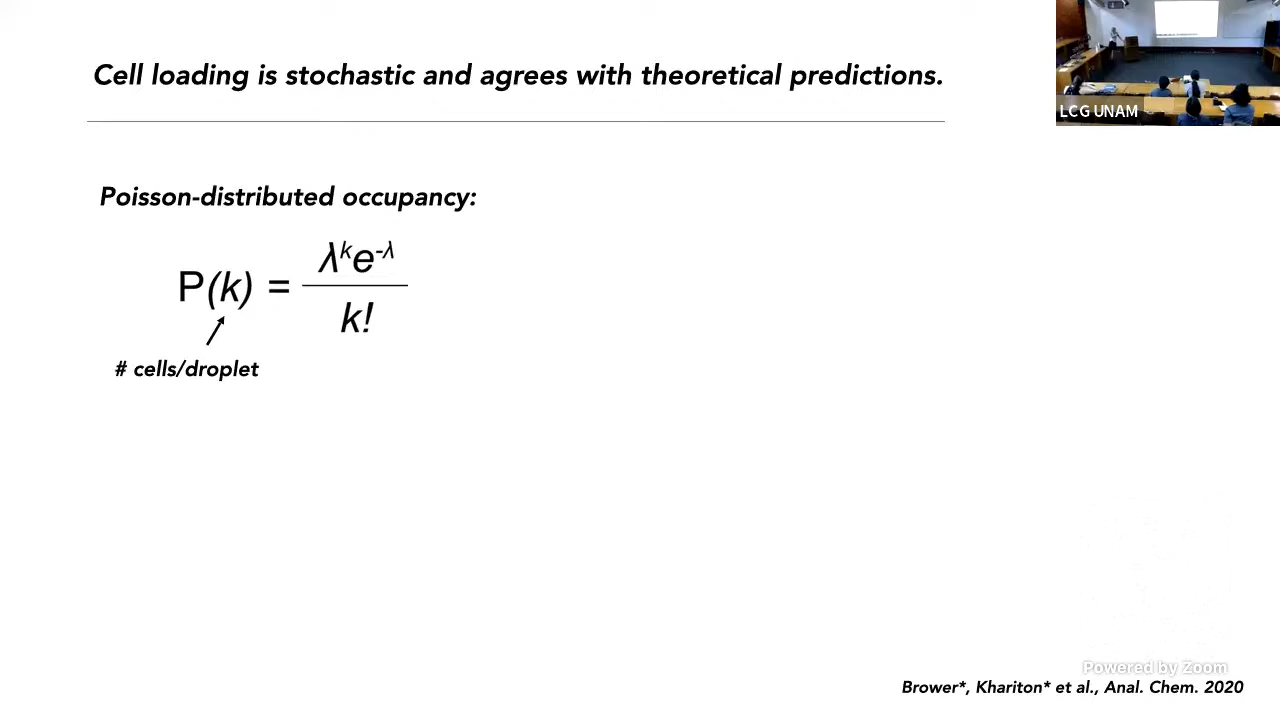 Cell loading is stochastic and agrees with theoretical predictions.
LCG UNAM
Poisson-distributed occupancy:
P(k) = λ^k e^-λ / k!
# cells/droplet
Powered by Zoom
Brower*, Khariton* et al., Anal. Chem. 2020